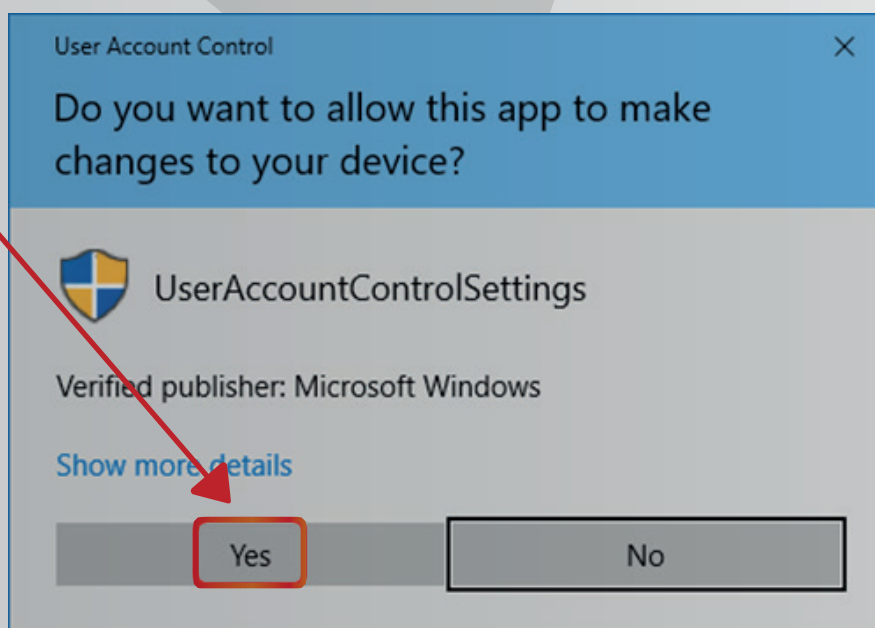 User Account Control
Do you want to allow this app to make
changes to your device?
UserAccountControlSettings
Verified publisher: Microsoft Windows
Show more details
Yes
No